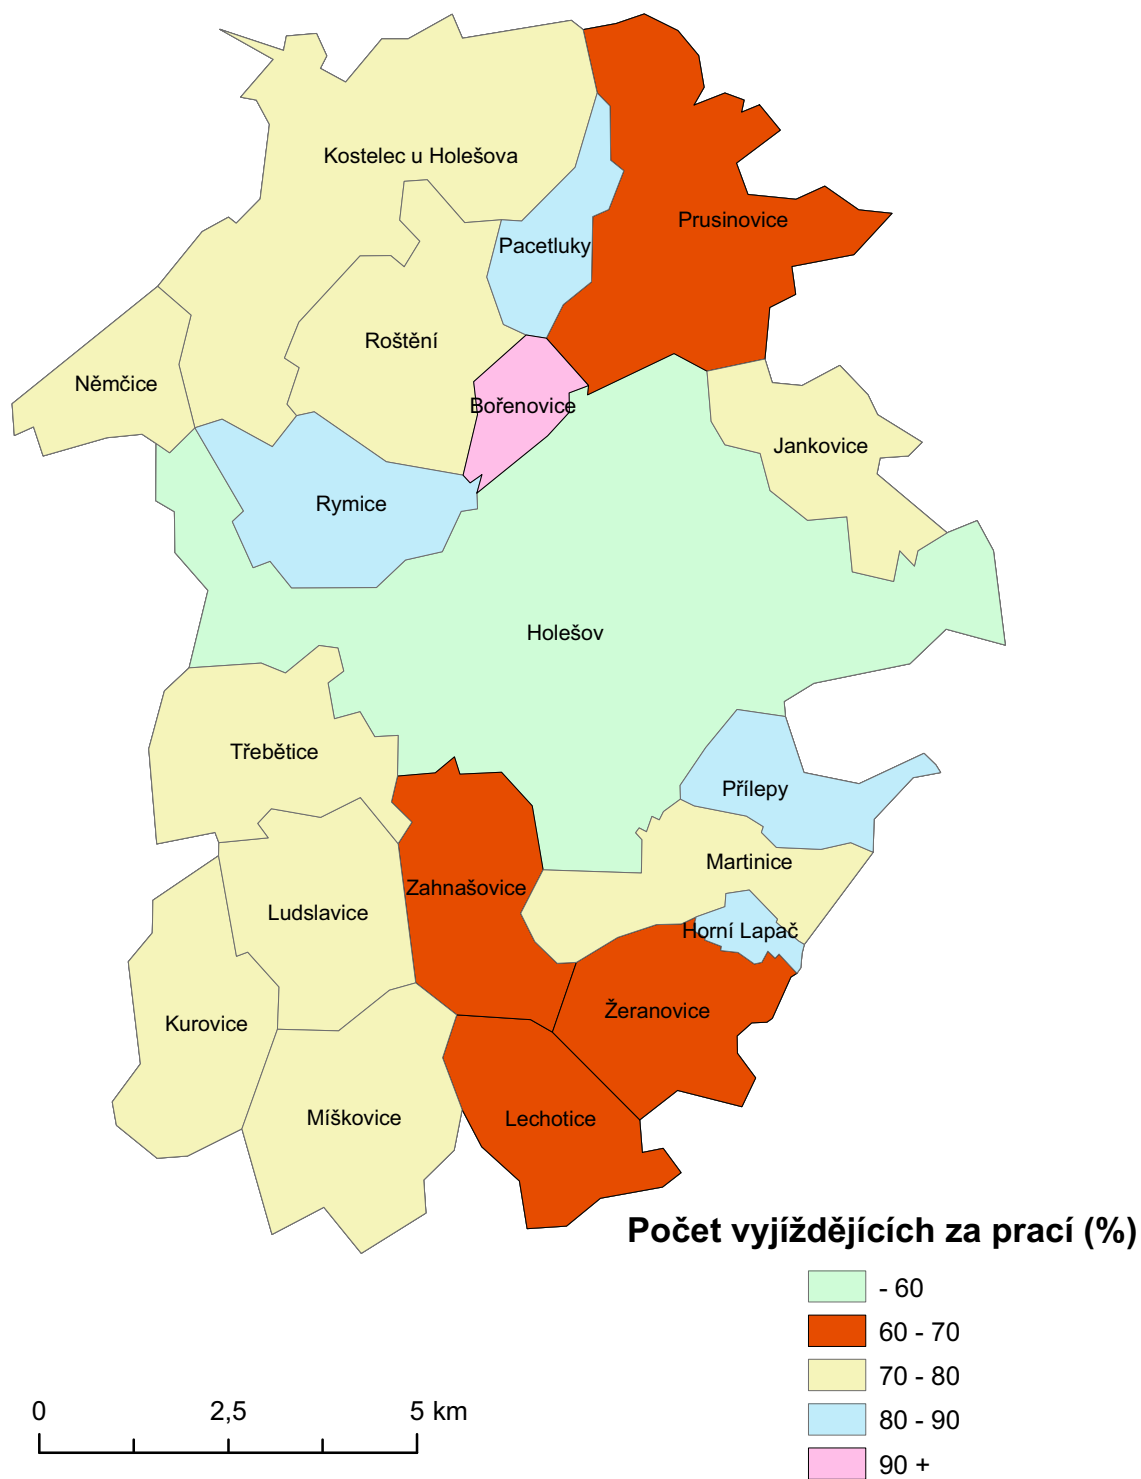 Kostelec u Holešova
Prusinovice
Pacetluky
Roštění
Němčice
Bořenovice
Jankovice
Rymice
Holešov
Třebětice
Přílepy
Martinice
Zahnašovice
Ludslavice
Horní Lapač
Žeranovice
Kurovice
Míškovice
Lechotice
Počet vyjíždějících za prací (%)
- 60
60 - 70
70 - 80
80 - 90
90 +
0 2,5 5 km